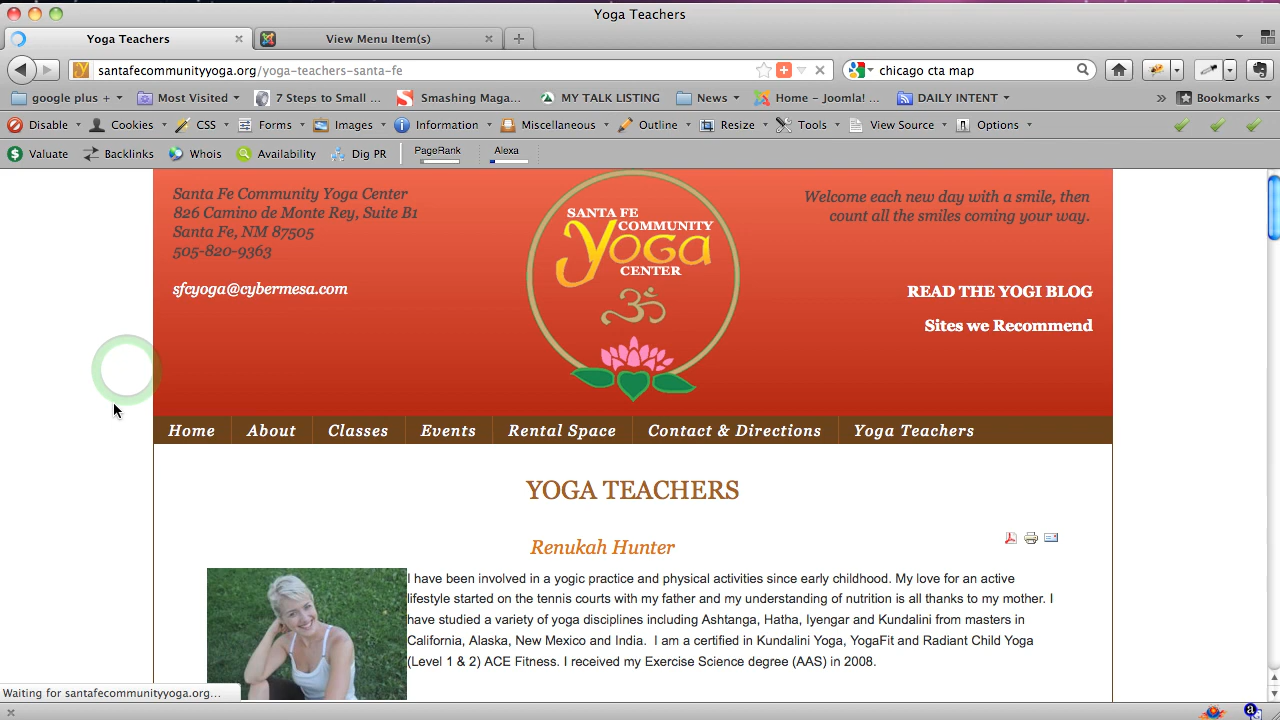 Yoga Teachers
Yoga Teachers
View Menu Item(s)
santafecommunityyoga.org/yoga-teachers-santa-fe
chicago cta map
google plus +
Most Visited
7 Steps to Small ...
Smashing Maga...
MY TALK LISTING
News
Home – Joomla! ...
DAILY INTENT
»
Bookmarks
Disable
Cookies
CSS
Forms
Images
Information
Miscellaneous
Outline
Resize
Tools
View Source
Options
Valuate
Backlinks
Whois
Availability
Dig PR
PageRank
Alexa
Santa Fe Community Yoga Center
826 Camino de Monte Rey, Suite B1
Santa Fe, NM 87505
505-820-9363
sfcyoga@cybermesa.com
SANTA FE
COMMUNITY
Yoga
CENTER
ॐ
Welcome each new day with a smile, then
count all the smiles coming your way.
READ THE YOGI BLOG
Sites we Recommend
Home
About
Classes
Events
Rental Space
Contact & Directions
Yoga Teachers
YOGA TEACHERS
Renukah Hunter
I have been involved in a yogic practice and physical activities since early childhood. My love for an active
lifestyle started on the tennis courts with my father and my understanding of nutrition is all thanks to my mother. I
have studied a variety of yoga disciplines including Ashtanga, Hatha, Iyengar and Kundalini from masters in
California, Alaska, New Mexico and India. I am a certified in Kundalini Yoga, YogaFit and Radiant Child Yoga
(Level 1 & 2) ACE Fitness. I received my Exercise Science degree (AAS) in 2008.
Waiting for santafecommunityyoga.org...